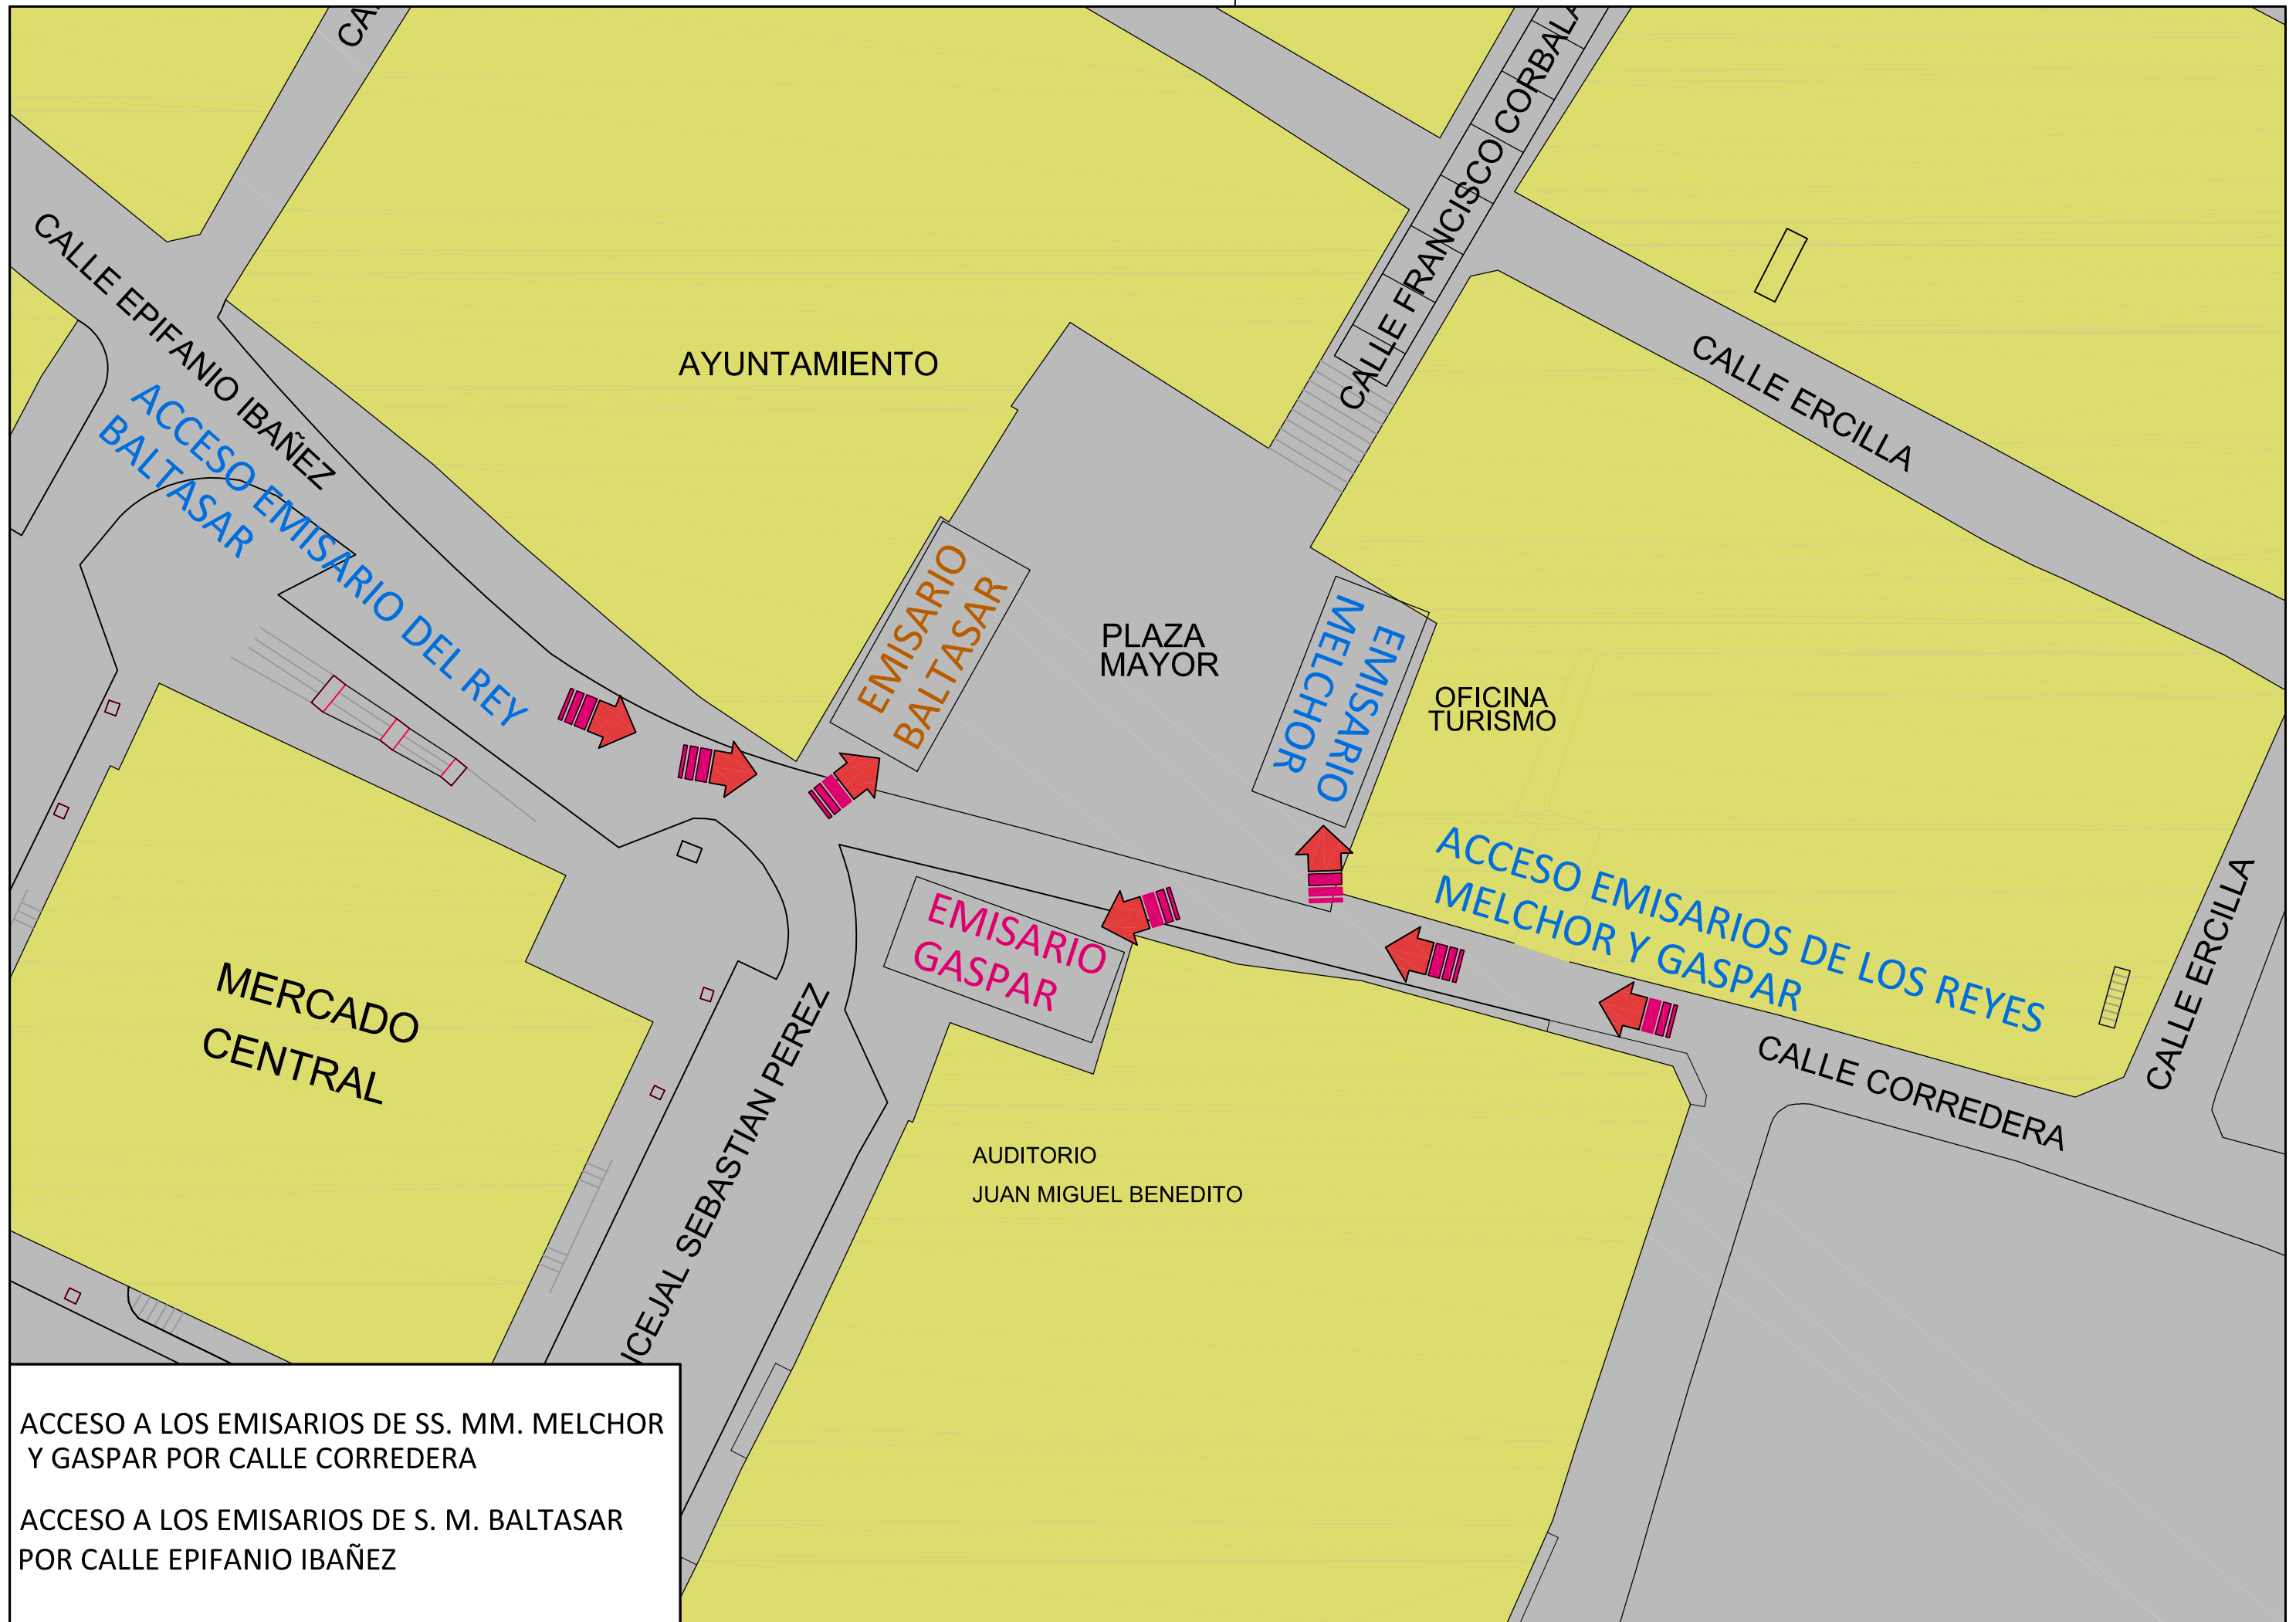 CALLE EPIFANIO IBAÑEZ
ACCESO EMISARIO DEL REY
BALTASAR
AYUNTAMIENTO
CALLE FRANCISCO CORBALA
CALLE ERCILLA
EMISARIO
BALTASAR
PLAZA
MAYOR
EMISARIO
MELCHOR
OFICINA
TURISMO
ACCESO EMISARIOS DE LOS REYES
MELCHOR Y GASPAR
EMISARIO
GASPAR
CALLE CORREDERA
CALLE ERCILLA
MERCADO
CENTRAL
CEJAL SEBASTIAN PEREZ
AUDITORIO
JUAN MIGUEL BENEDITO
ACCESO A LOS EMISARIOS DE SS. MM. MELCHOR
Y GASPAR POR CALLE CORREDERA
ACCESO A LOS EMISARIOS DE S. M. BALTASAR
POR CALLE EPIFANIO IBAÑEZ